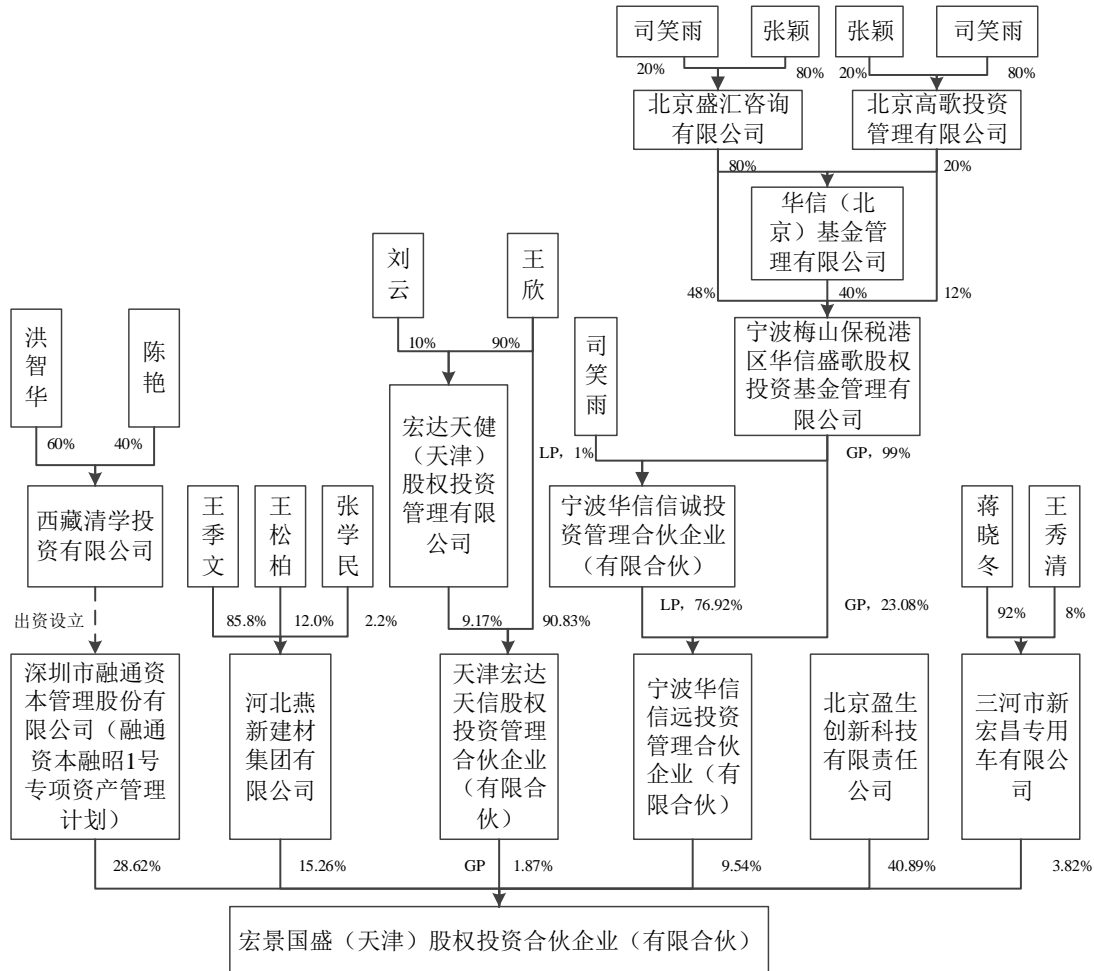 司笑雨
张颖
张颖
司笑雨
20%
80%
20%
80%
北京盛汇咨询
有限公司
北京高歌投资
管理有限公司
80%
20%
华信（北
京）基金管
理有限公司
48%
40%
12%
刘云
王欣
洪智华
陈艳
10%
90%
司笑雨
宁波梅山保税港
区华信盛歌股权
投资基金管理有
限公司
60%
40%
宏达天健
（天津）
股权投资
管理有限
公司
LP，1%
GP，99%
西藏清学投
资有限公司
王季文
王松柏
张学民
宁波华信信诚投
资管理合伙企业
（有限合伙）
蒋晓冬
王秀清
出资设立
85.8%
12.0%
2.2%
9.17%
90.83%
LP，76.92%
GP，23.08%
92%
8%
深圳市融通资
本管理股份有
限公司（融通
资本融昭1号
专项资产管理
计划）
河北燕
新建材
集团有
限公司
天津宏达
天信股权
投资管理
合伙企业
（有限合
伙）
宁波华信
信远投资
管理合伙
企业（有
限合伙）
北京盈生
创新科技
有限责任
公司
三河市新
宏昌专用
车有限公
司
28.62%
15.26%
GP
1.87%
9.54%
40.89%
3.82%
宏景国盛（天津）股权投资合伙企业（有限合伙）